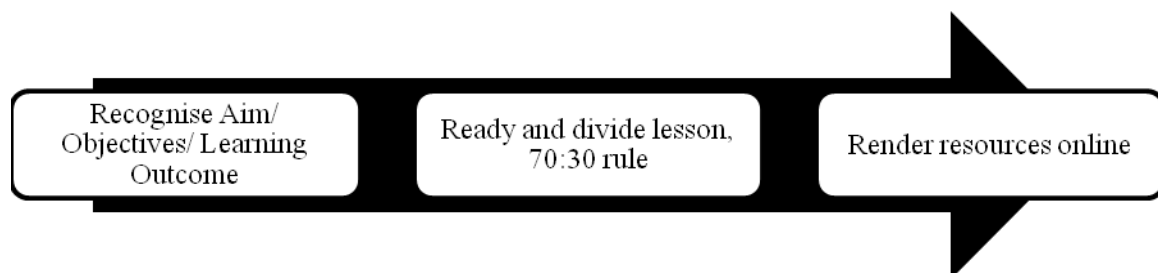 Recognise Aim/
Objectives/ Learning
Outcome
Ready and divide lesson,
70:30 rule
Render resources online